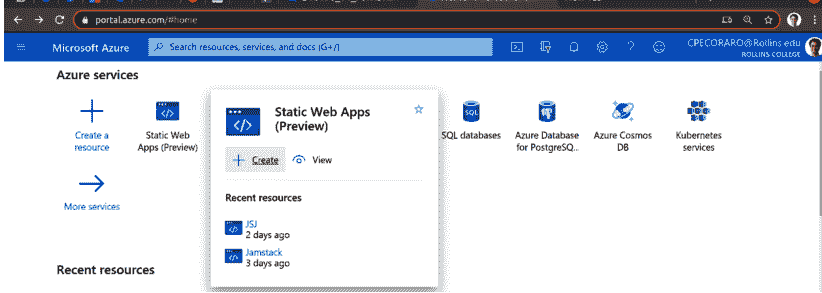 portal.azure.com/#home
Microsoft Azure
Search resources, services, and docs (G+/)
CPECORARO@Rollins.edu
ROLLINS COLLEGE
Azure services
Create a
resource
Static Web
Apps (Preview)
Static Web Apps
(Preview)
Create
View
Recent resources
JSJ
2 days ago
Jamstack
3 days ago
SQL databases
Azure Database
for PostgreSQ...
Azure Cosmos
DB
Kubernetes
services
More services
Recent resources